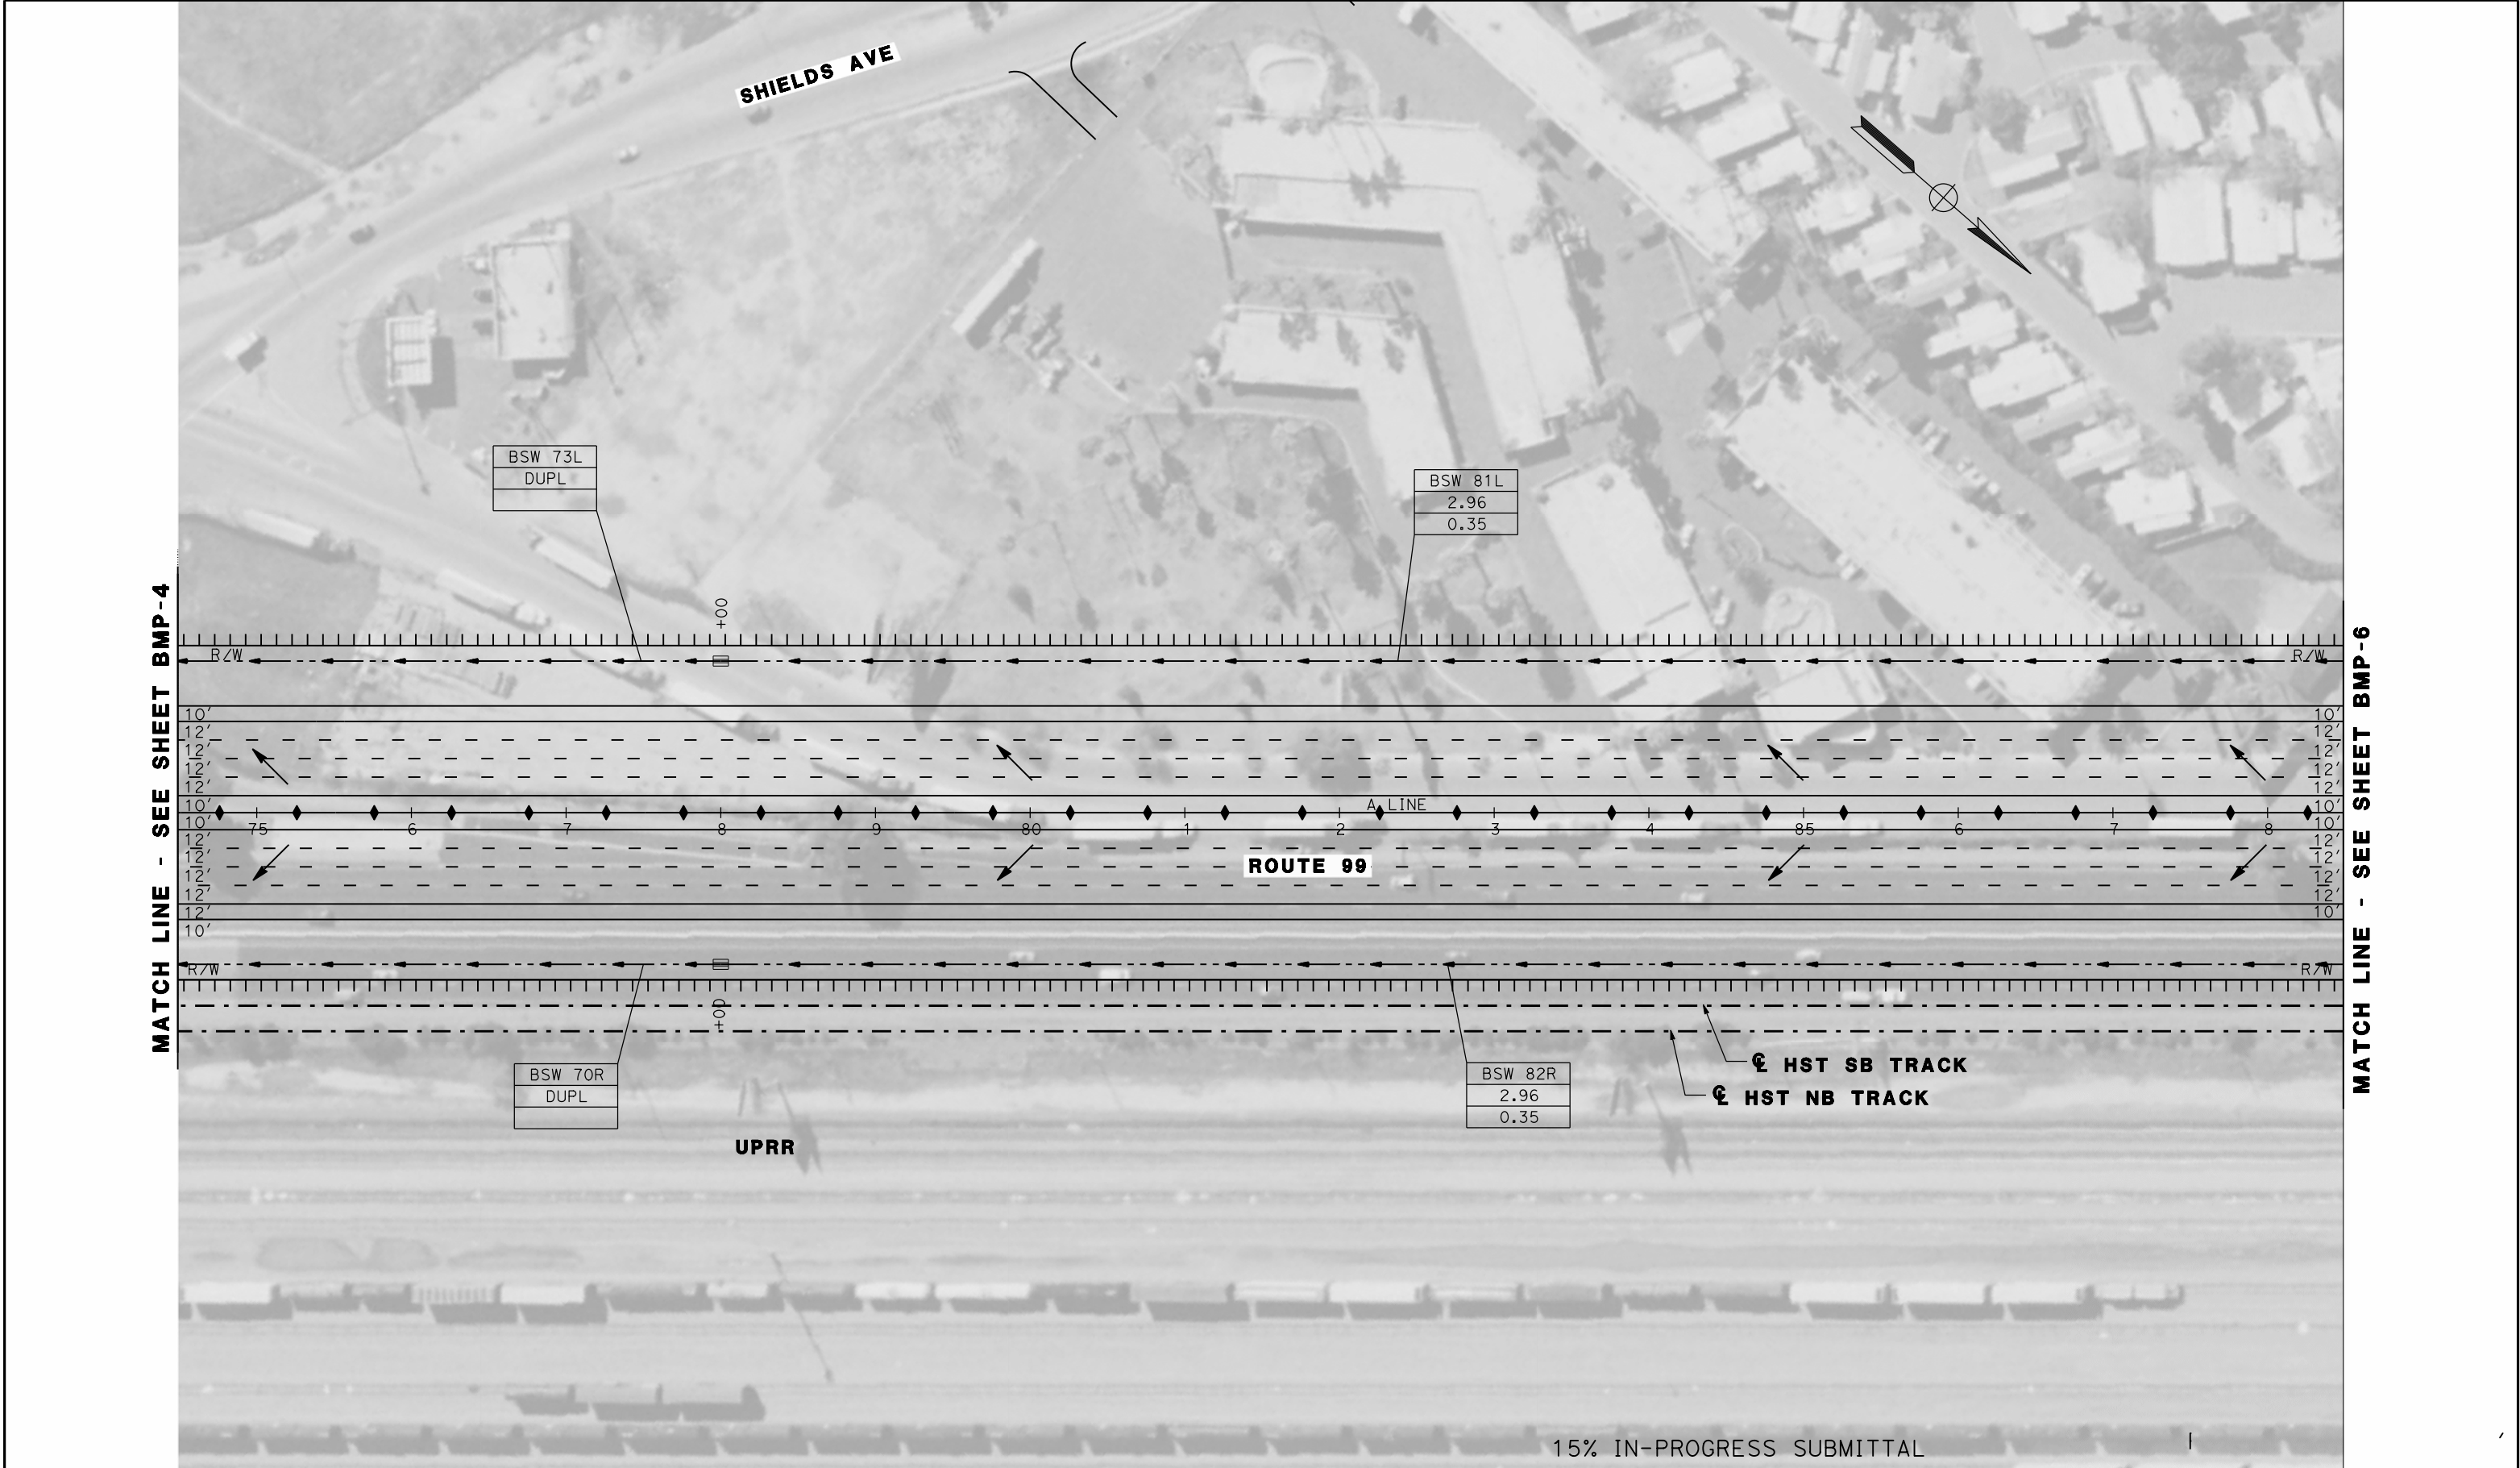 SHIELDS AVE
BSW 73L
DUPL
BSW 81L
2.96
0.35
+00
MATCH LINE - SEE SHEET BMP-4
MATCH LINE - SEE SHEET BMP-6
R/W
R/W
10'
10'
12'
12'
12'
12'
12'
12'
12'
12'
10'
A LINE
10'
10'
10'
75
6
7
8
9
80
1
2
3
4
85
6
7
8
12'
12'
12'
12'
12'
ROUTE 99
12'
12'
12'
12'
10'
10'
R/W
R/W
+00
℄ HST SB TRACK
℄ HST NB TRACK
BSW 70R
DUPL
BSW 82R
2.96
0.35
UPRR
15% IN-PROGRESS SUBMITTAL